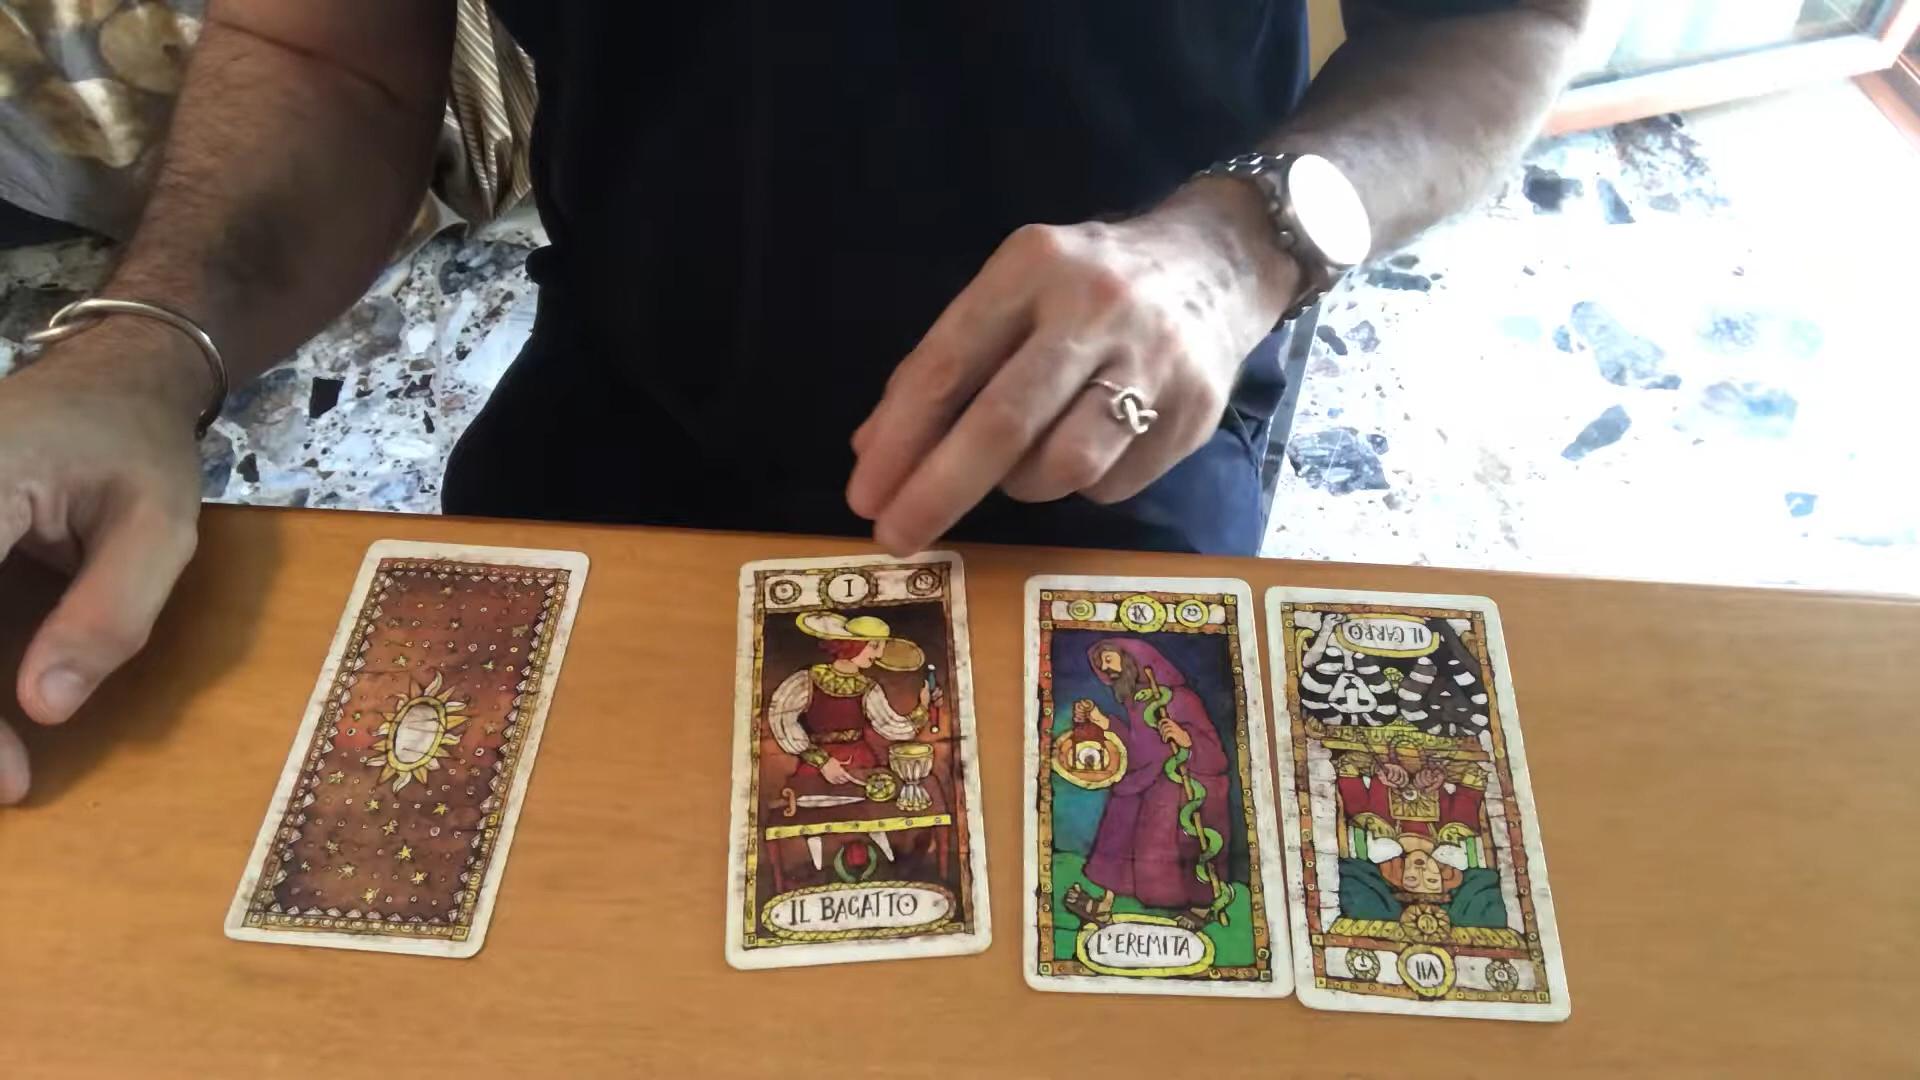 I
N
IL BAGATTO
IX
L'EREMITA
IL CARRO
VII